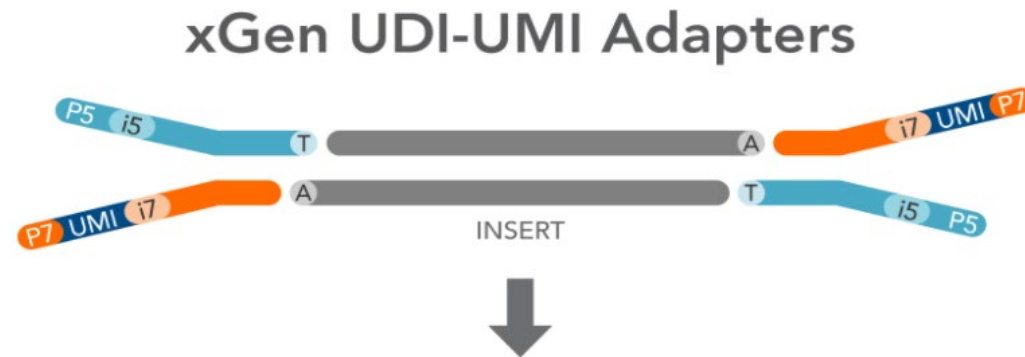 xGen UDI-UMI Adapters
P5 i5 T A i7 UMI P7
P7 UMI i7 A T i5 P5
INSERT